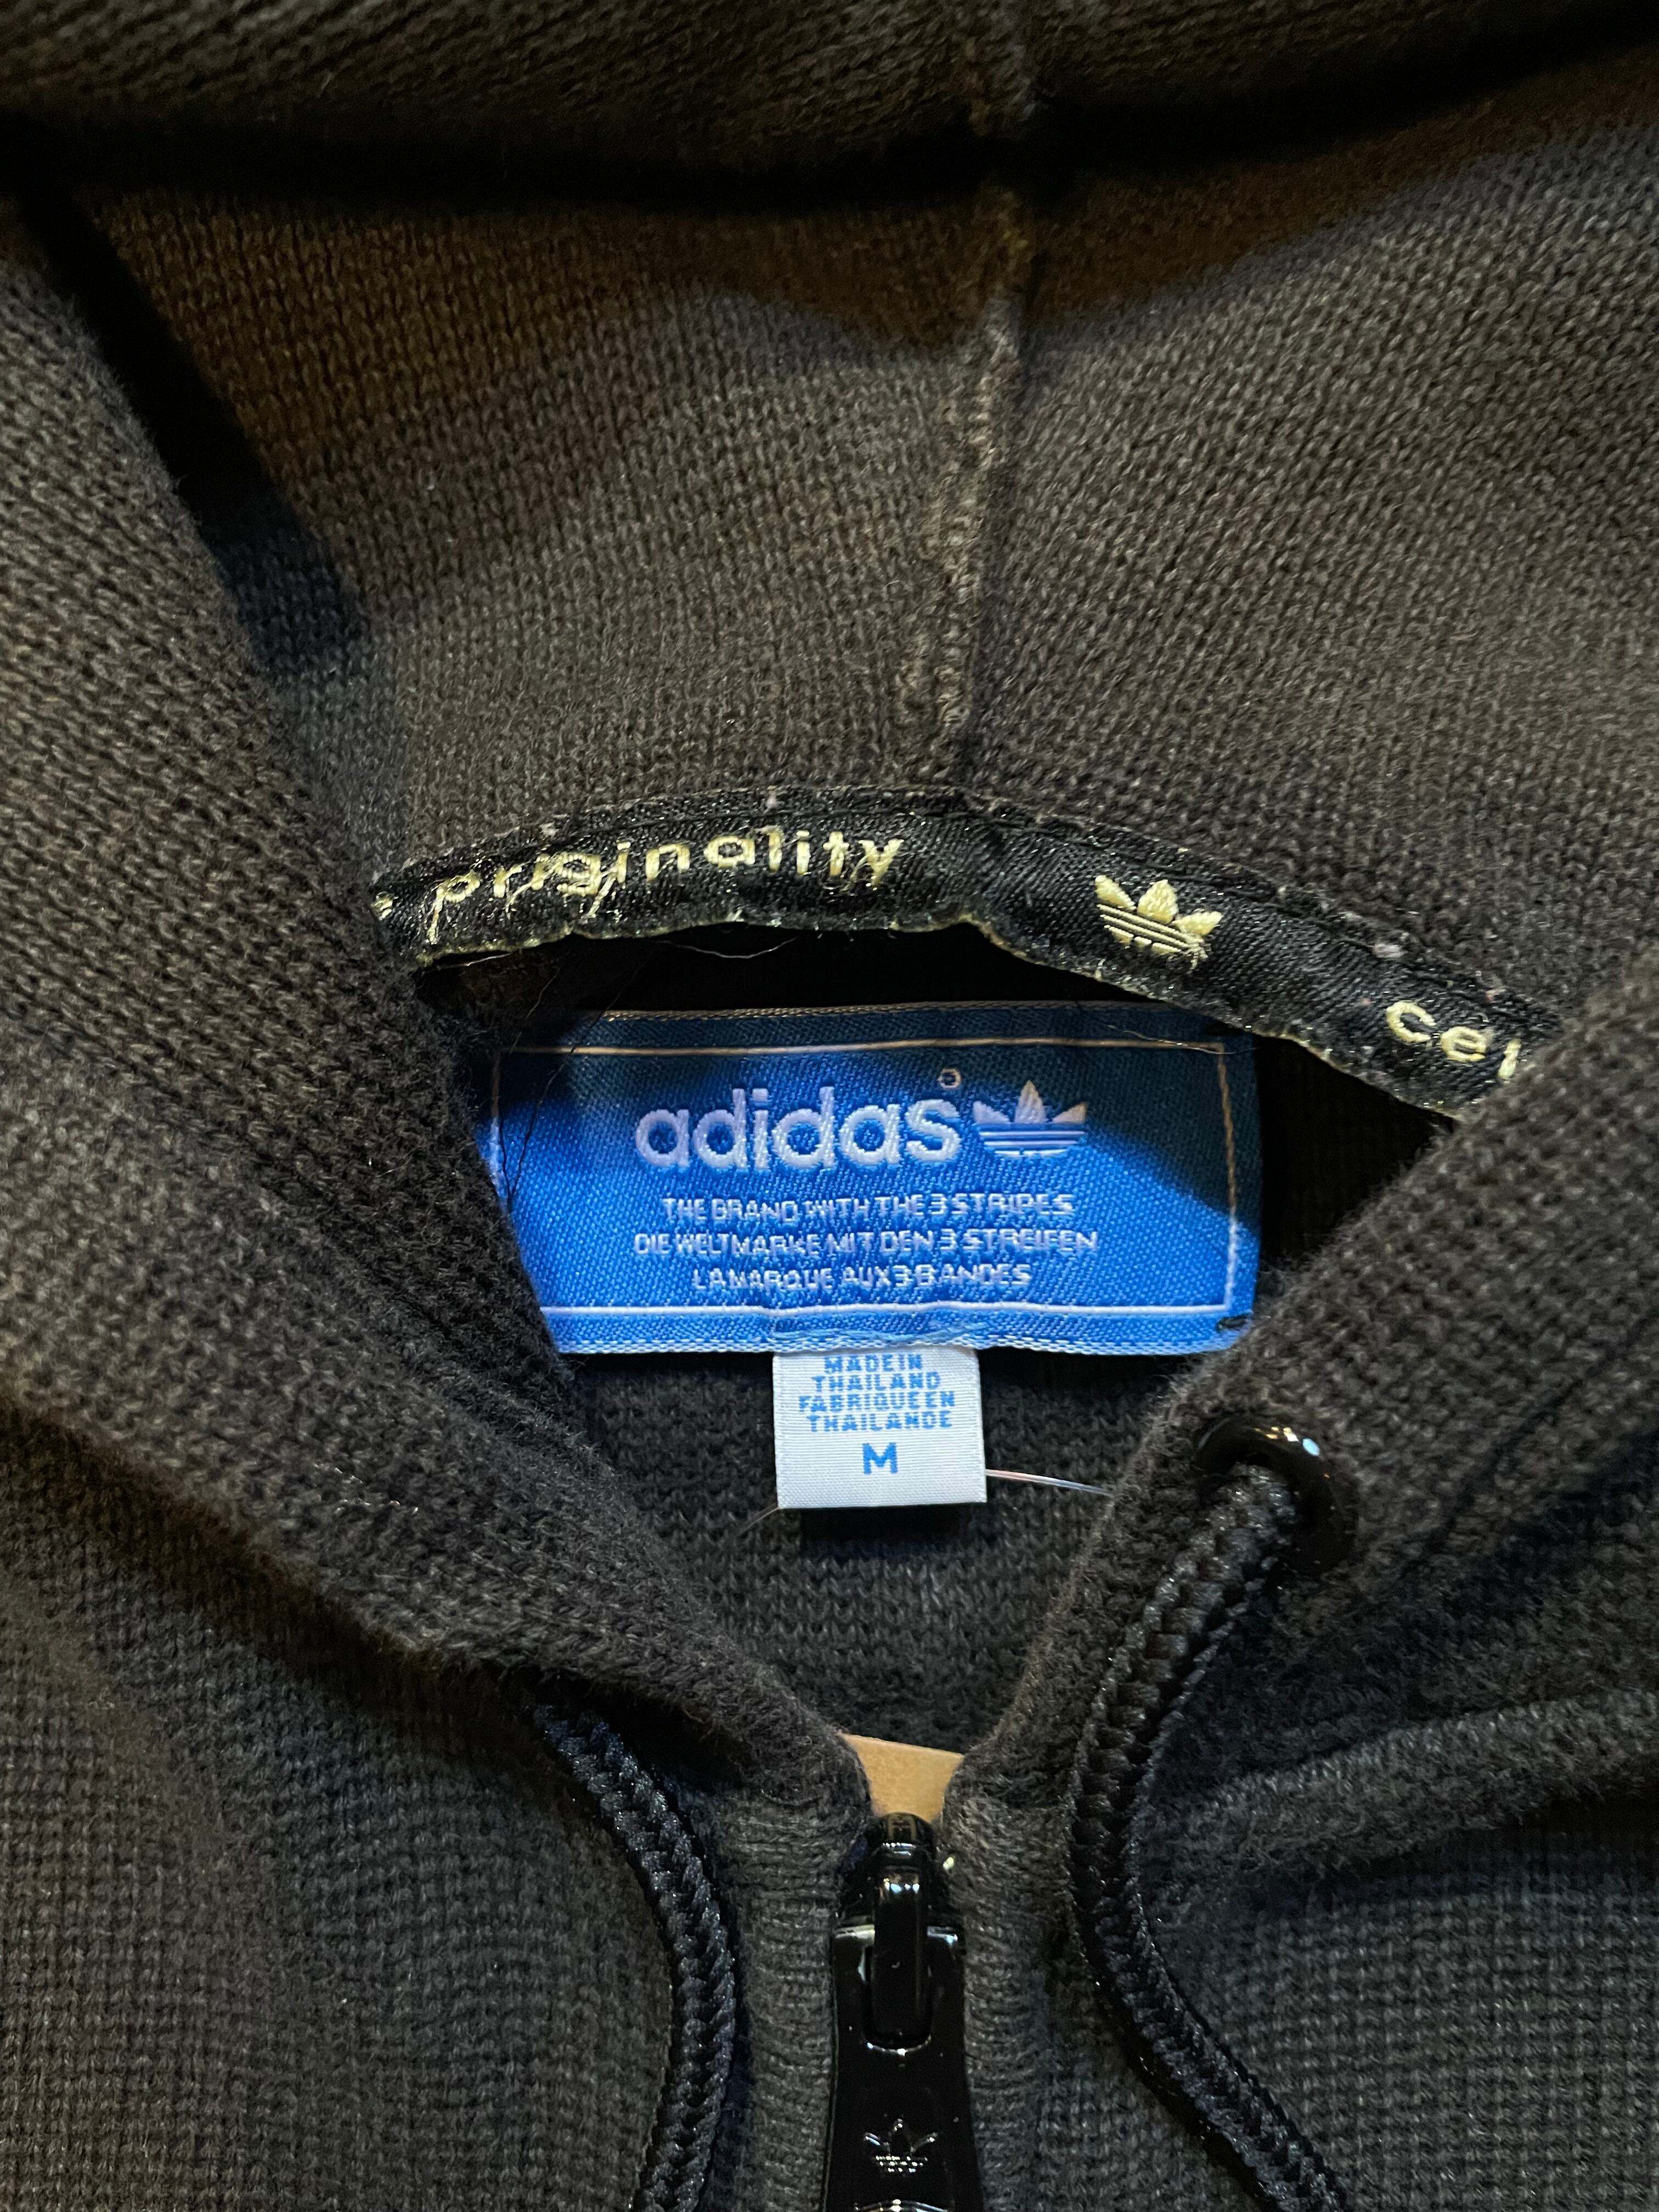 originality
adidas
THE BRAND WITH THE 3 STRIPES
DIE WELTMARKE MIT DEN 3 STREIFEN
LA MARQUE AUX 3 BANDES
MADE IN
THAILAND
FABRIQUE EN
THAILANDE
M